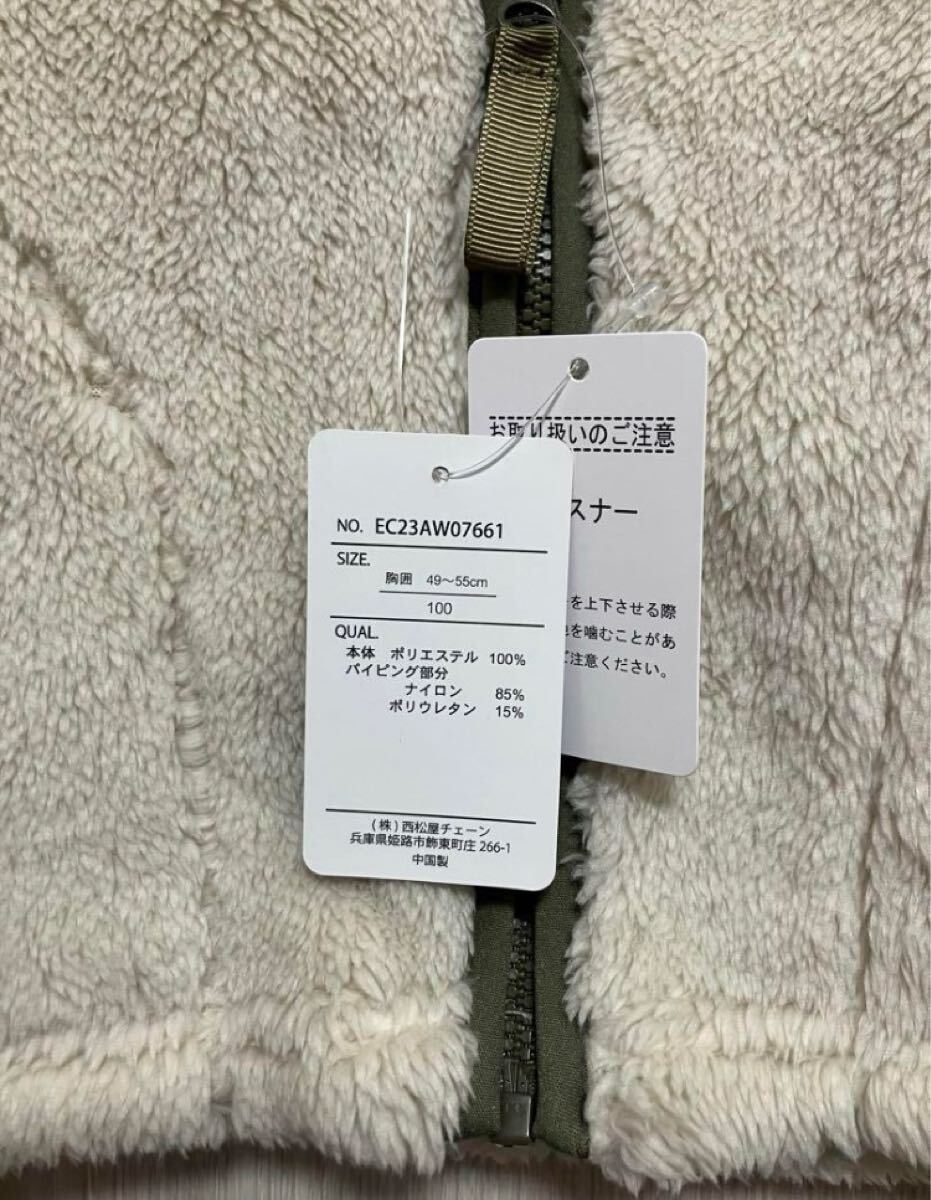 お取り扱いのご注意
スナー
を上下させる際
を噛むことがあ
ご注意ください。
NO. EC23AW07661
SIZE.
胸囲 49～55cm
100
QUAL.
本体 ポリエステル 100%
パイピング部分
ナイロン 85%
ポリウレタン 15%
(株)西松屋チェーン
兵庫県姫路市飾東町庄 266-1
中国製